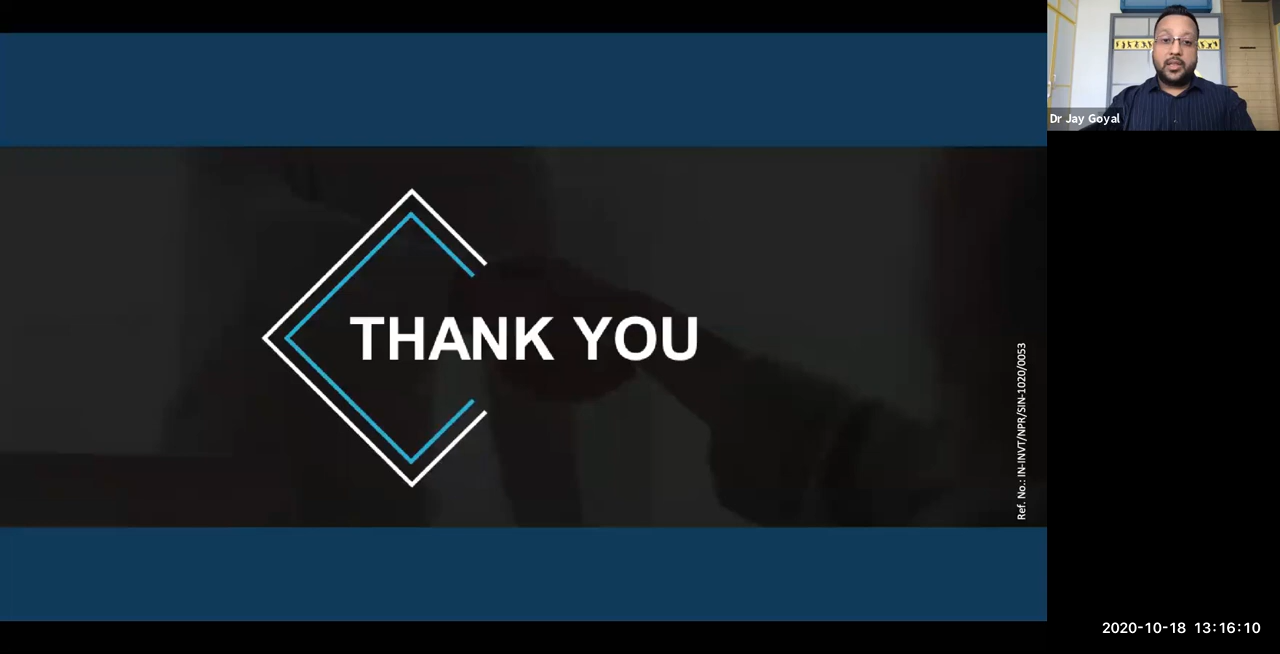 Dr Jay Goyal
THANK YOU
Ref. No.: IN-INVT/NPR/SIN-1020/0053
2020-10-18 13:16:10